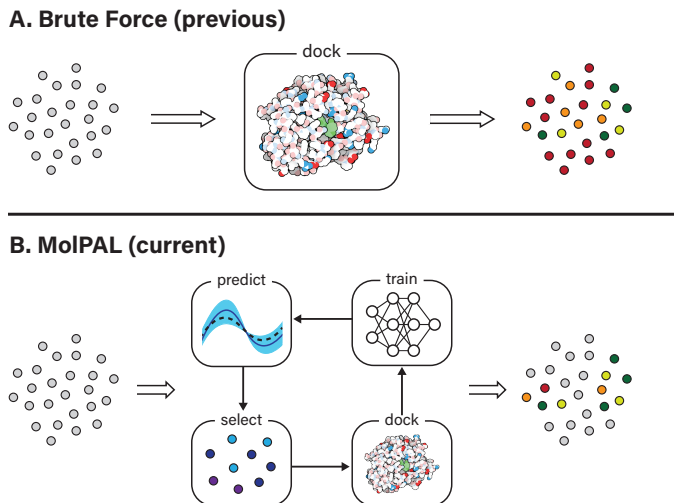 A. Brute Force (previous)
dock
B. MolPAL (current)
predict
train
select
dock